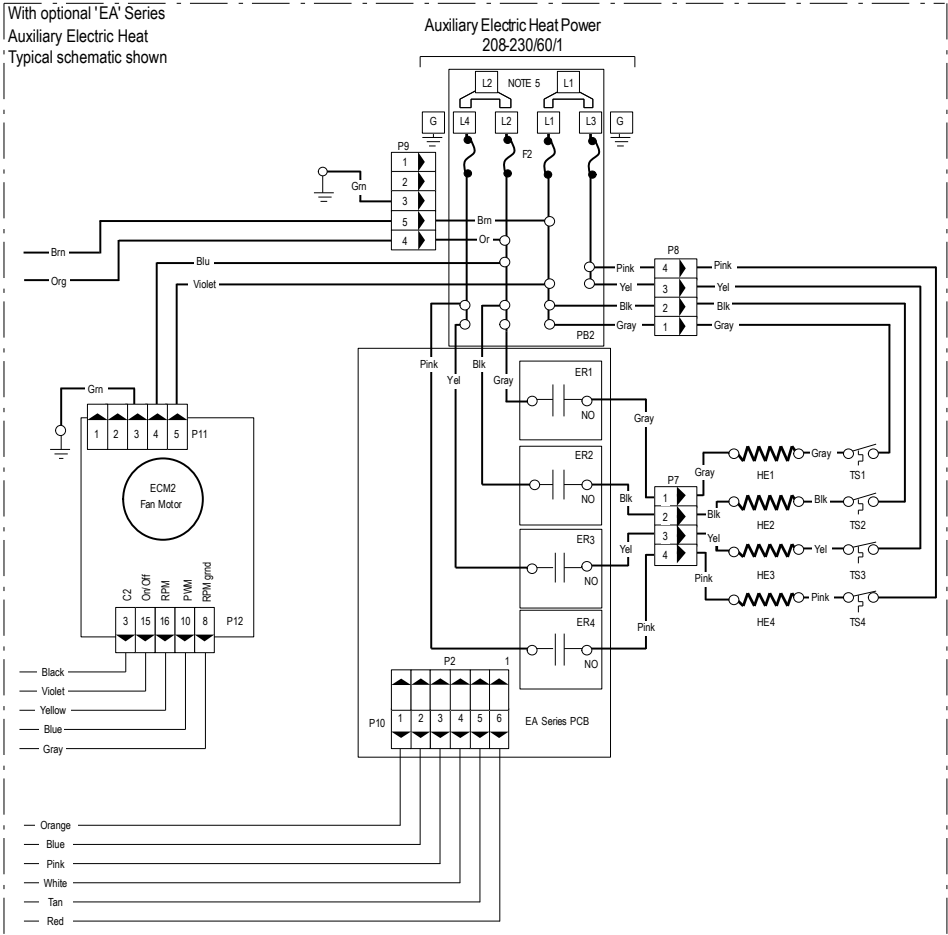 With optional 'EA' Series
Auxiliary Electric Heat
Typical schematic shown
Auxiliary Electric Heat Power
208-230/60/1
L2 NOTE 5 L1
G L4 L2 L1 L3 G
F2
P9
1
2
3
5
4
Grn
Brn
Or
Brn
Org
Blu
Violet
P8
Pink 4 Pink
Yel 3 Yel
Blk 2 Blk
Gray 1 Gray
PB2
Pink
Yel
Blk
Gray
ER1
NO
Gray
ER2
NO
Blk
ER3
NO
Yel
ER4
NO
Pink
P7
1
2
3
4
Gray
Blk
Yel
Pink
Gray
HE1 TS1
Blk
HE2 TS2
Yel
HE3 TS3
Pink
HE4 TS4
Grn
1 2 3 4 5 P11
ECM2
Fan Motor
C2 On/Off RPM PWM RPM grnd
3 15 16 10 8 P12
Black
Violet
Yellow
Blue
Gray
P2 1
P10 1 2 3 4 5 6
EA Series PCB
Orange
Blue
Pink
White
Tan
Red